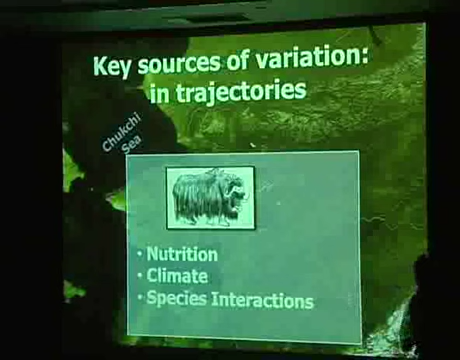 Key sources of variation:
in trajectories
Chukchi
Sea
• Nutrition
• Climate
• Species Interactions